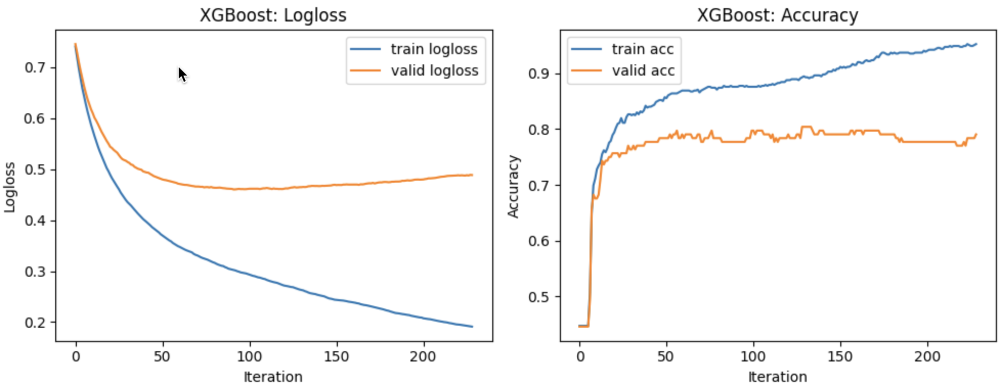 XGBoost: Logloss
train logloss
valid logloss
0.7
0.6
0.5
0.4
0.3
0.2
Logloss
0 50 100 150 200
Iteration
XGBoost: Accuracy
train acc
valid acc
0.9
0.8
0.7
0.6
0.5
Accuracy
0 50 100 150 200
Iteration